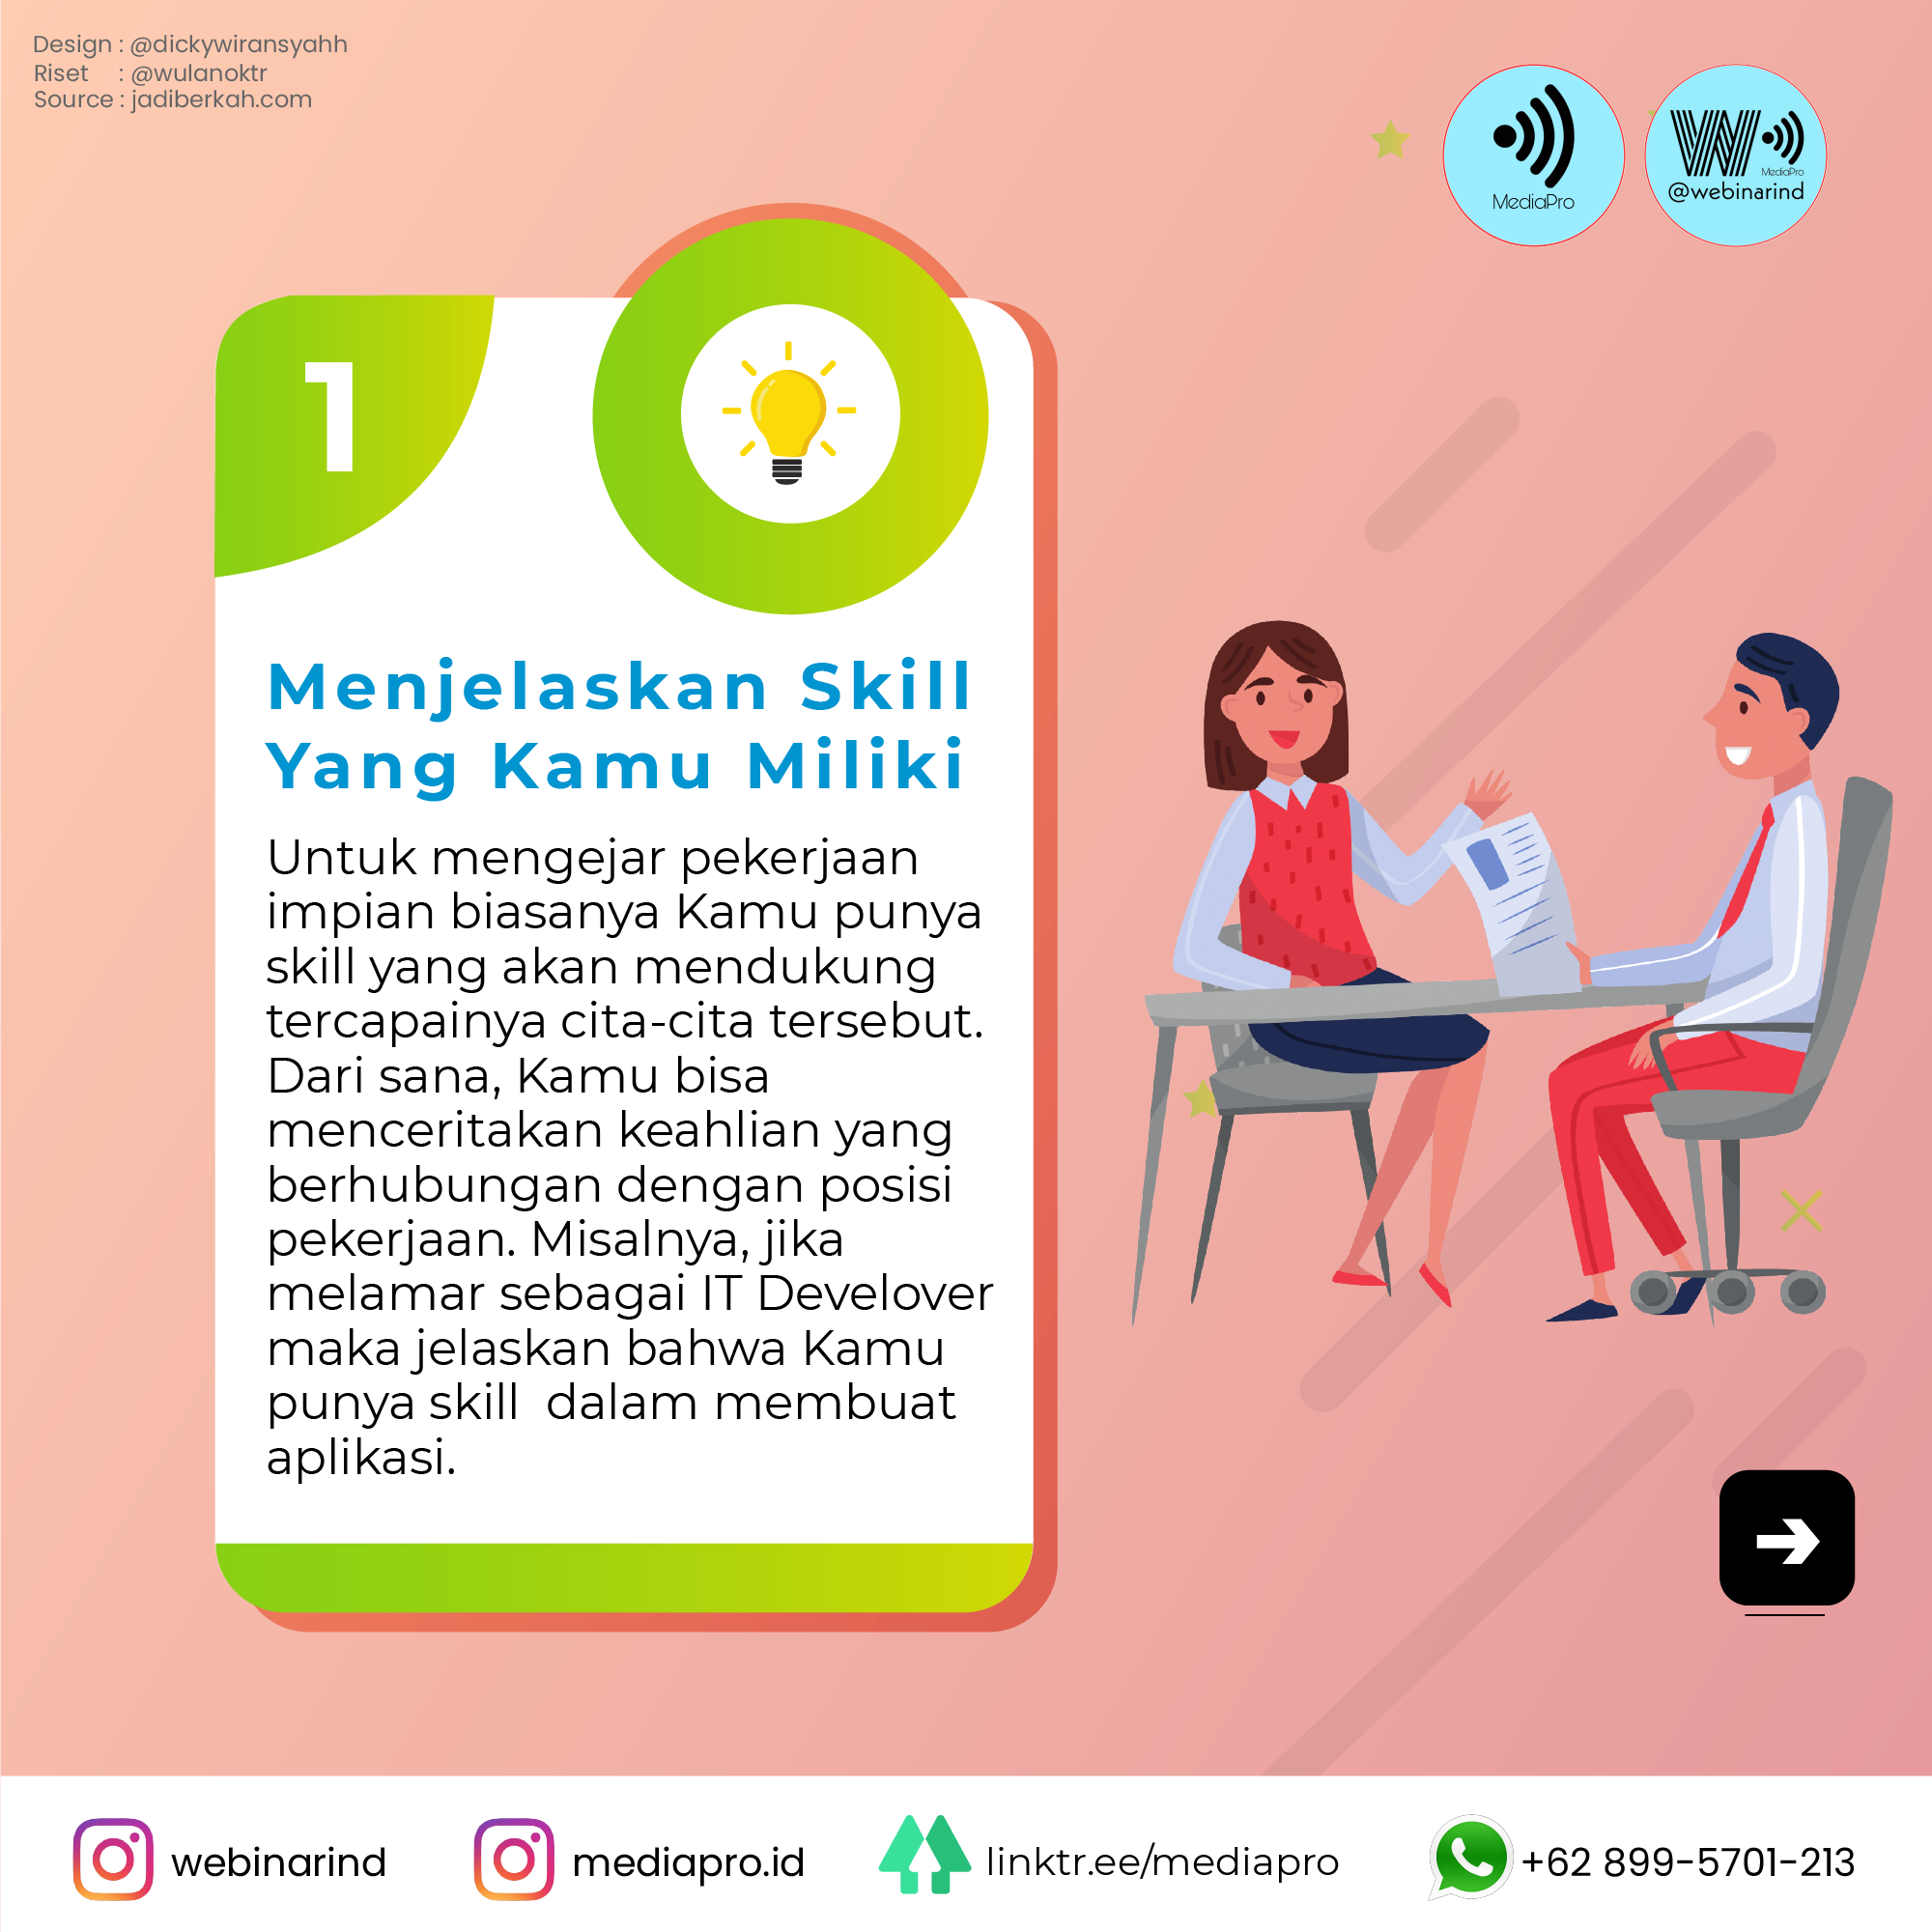 Design : @dickywiransyahh
Riset : @wulanoktr
Source : jadiberkah.com
MediaPro
W MediaPro
@webinarind
1
Menjelaskan Skill
Yang Kamu Miliki
Untuk mengejar pekerjaan
impian biasanya Kamu punya
skill yang akan mendukung
tercapainya cita-cita tersebut.
Dari sana, Kamu bisa
menceritakan keahlian yang
berhubungan dengan posisi
pekerjaan. Misalnya, jika
melamar sebagai IT Develover
maka jelaskan bahwa Kamu
punya skill  dalam membuat
aplikasi.
webinarind
mediapro.id
linktr.ee/mediapro
+62 899-5701-213